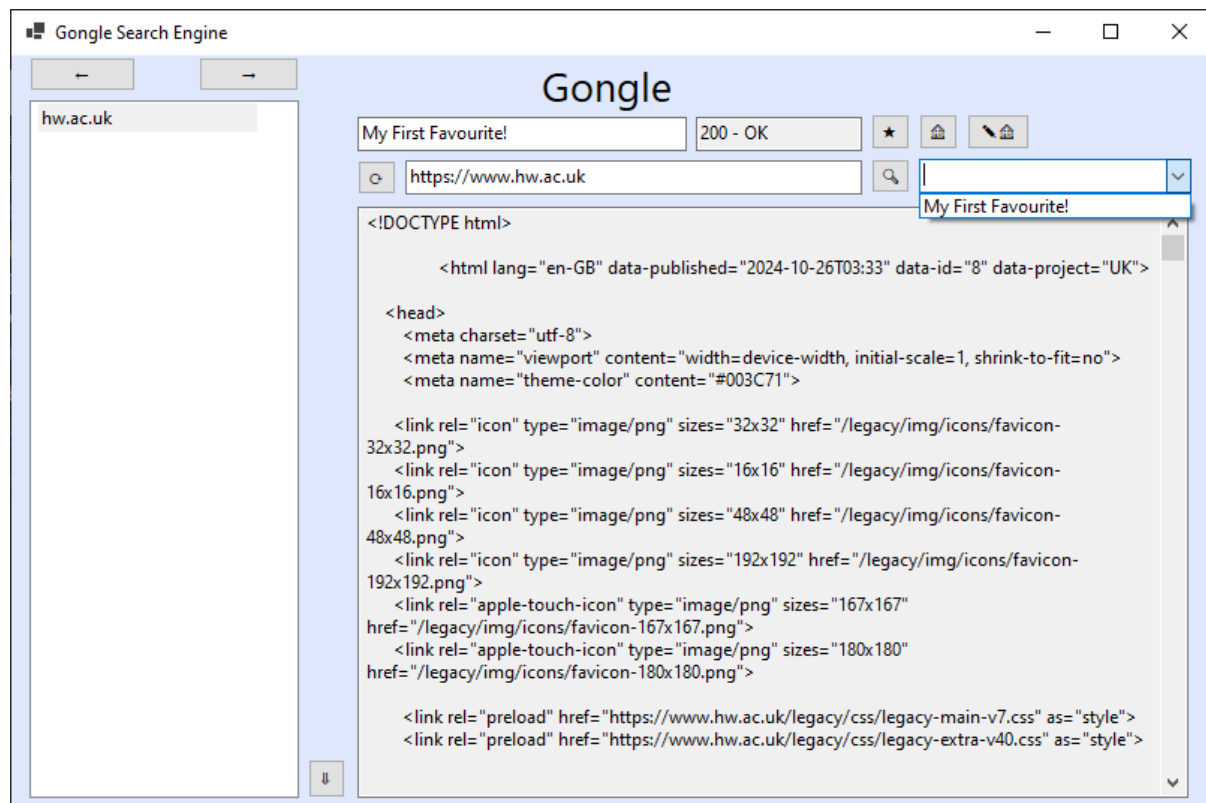 Gongle Search Engine
← →
Gongle
hw.ac.uk
My First Favourite! 200 - OK ★
https://www.hw.ac.uk
My First Favourite!
<!DOCTYPE html>
<html lang="en-GB" data-published="2024-10-26T03:33" data-id="8" data-project="UK">
<head>
<meta charset="utf-8">
<meta name="viewport" content="width=device-width, initial-scale=1, shrink-to-fit=no">
<meta name="theme-color" content="#003C71">
<link rel="icon" type="image/png" sizes="32x32" href="/legacy/img/icons/favicon-
32x32.png">
<link rel="icon" type="image/png" sizes="16x16" href="/legacy/img/icons/favicon-
16x16.png">
<link rel="icon" type="image/png" sizes="48x48" href="/legacy/img/icons/favicon-
48x48.png">
<link rel="icon" type="image/png" sizes="192x192" href="/legacy/img/icons/favicon-
192x192.png">
<link rel="apple-touch-icon" type="image/png" sizes="167x167"
href="/legacy/img/icons/favicon-167x167.png">
<link rel="apple-touch-icon" type="image/png" sizes="180x180"
href="/legacy/img/icons/favicon-180x180.png">
<link rel="preload" href="https://www.hw.ac.uk/legacy/css/legacy-main-v7.css" as="style">
<link rel="preload" href="https://www.hw.ac.uk/legacy/css/legacy-extra-v40.css" as="style">
⇓